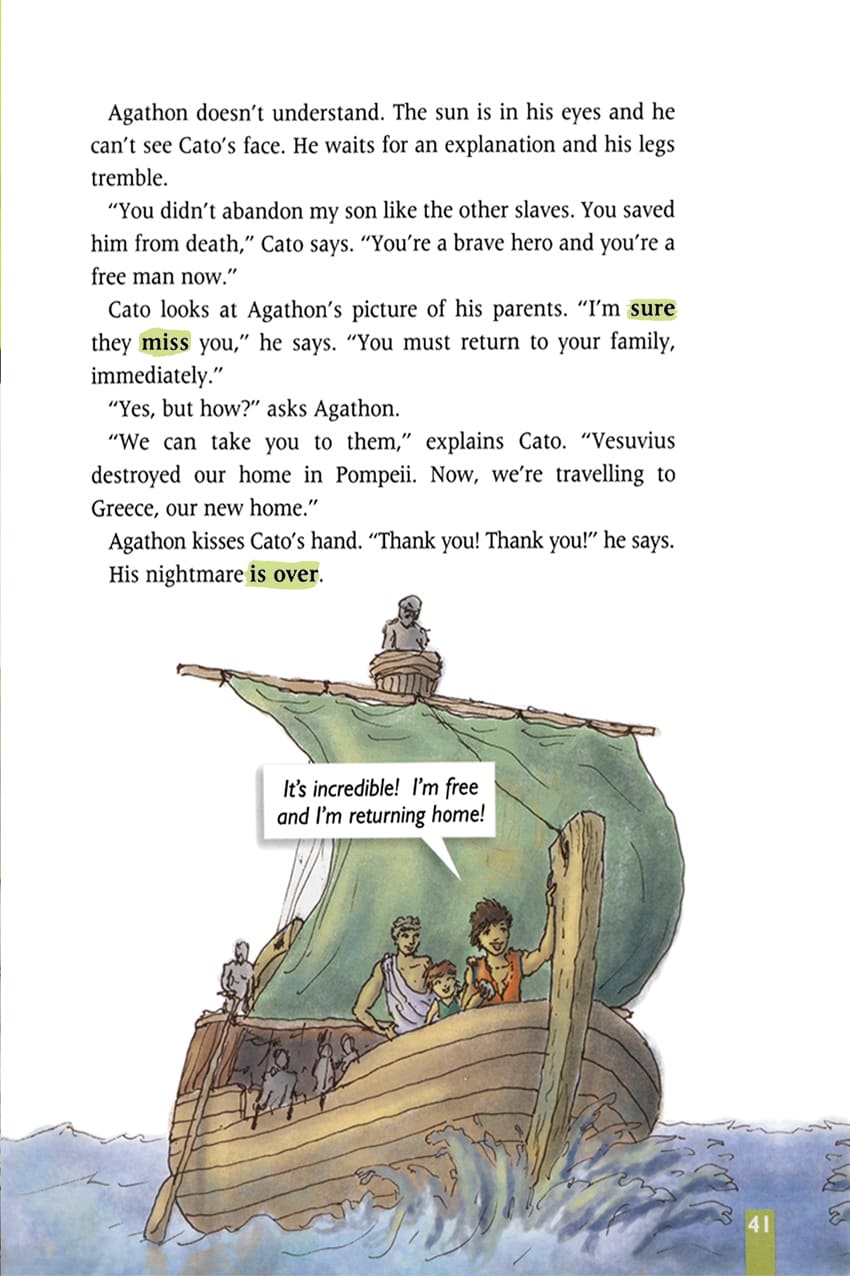 Agathon doesn’t understand. The sun is in his eyes and he
can’t see Cato’s face. He waits for an explanation and his legs
tremble.
“You didn’t abandon my son like the other slaves. You saved
him from death,” Cato says. “You’re a brave hero and you’re a
free man now.”
Cato looks at Agathon’s picture of his parents. “I’m sure
they miss you,” he says. “You must return to your family,
immediately.”
“Yes, but how?” asks Agathon.
“We can take you to them,” explains Cato. “Vesuvius
destroyed our home in Pompeii. Now, we’re travelling to
Greece, our new home.”
Agathon kisses Cato’s hand. “Thank you! Thank you!” he says.
His nightmare is over.
It’s incredible! I’m free
and I’m returning home!
41